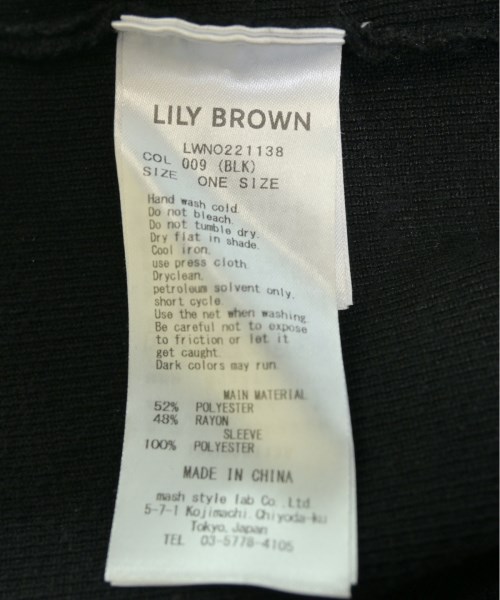 LILY BROWN
LWNO221138
COL 009 (BLK)
SIZE ONE SIZE
Hand wash cold.
Do not bleach.
Do not tumble dry.
Dry flat in shade.
Cool iron.
use press cloth.
Dryclean.
petroleum solvent only.
short cycle.
Use the net when washing.
Be careful not to expose
to friction or let it
get caught.
Dark colors may run.
MAIN MATERIAL
52% POLYESTER
48% RAYON
SLEEVE
100% POLYESTER
MADE IN CHINA
mash style lab Co.,Ltd.
5-7-1 Kojimachi, Chiyoda-ku
Tokyo, Japan
TEL 03-5778-4105